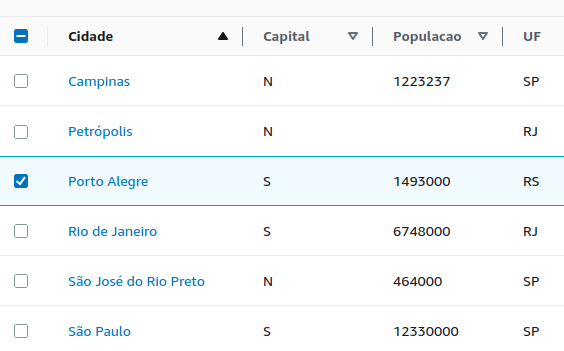 Cidade Capital Populacao UF
Campinas N 1223237 SP
Petrópolis N RJ
Porto Alegre S 1493000 RS
Rio de Janeiro S 6748000 RJ
São José do Rio Preto N 464000 SP
São Paulo S 12330000 SP